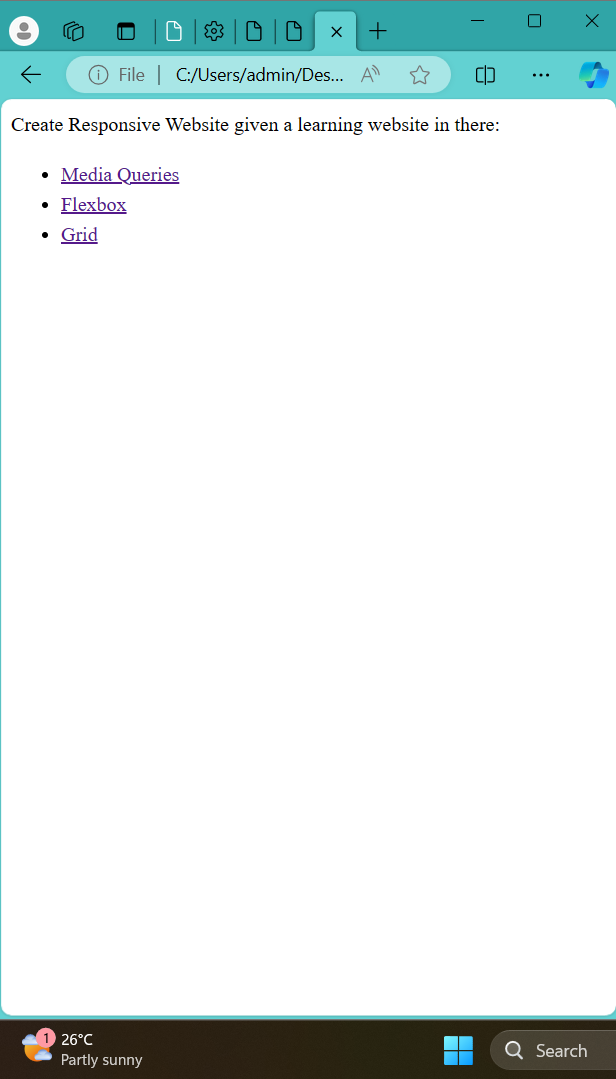 File | C:/Users/admin/Des...
Create Responsive Website given a learning website in there:
Media Queries
Flexbox
Grid
1
26°C
Partly sunny
Search